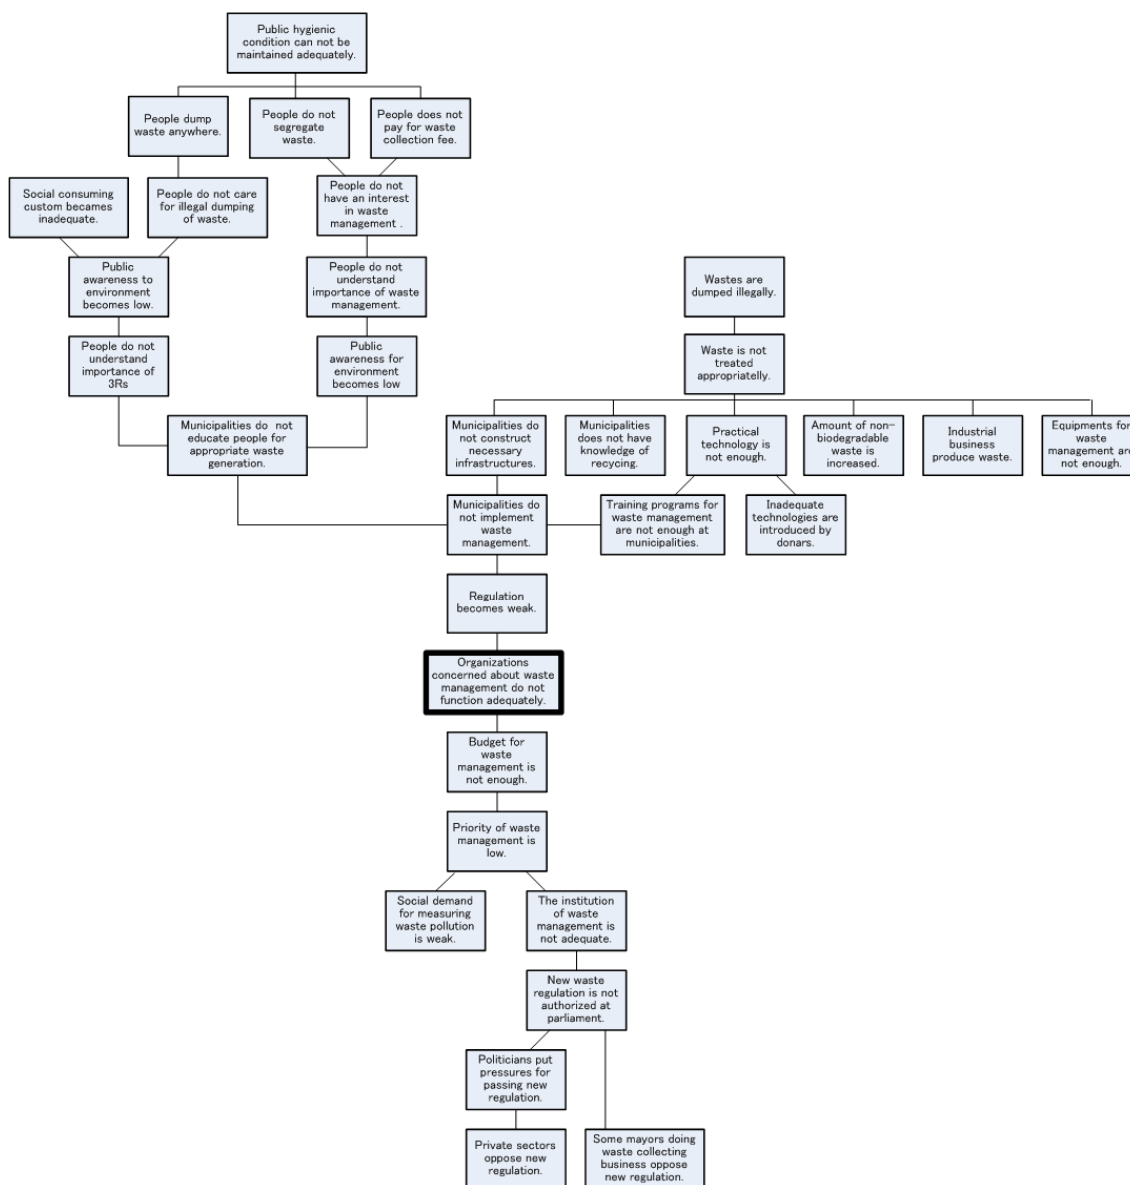 Public hygienic
condition can not be
maintained adequately.
People dump
waste anywhere.
People do not
segregate
waste.
People does not
pay for waste
collection fee.
Social consuming
custom becames
inadequate.
People do not care
for illegal dumping
of waste.
People do not
have an interest
in waste
management .
Public
awareness to
environment
becomes low.
People do not
understand
importance of waste
management.
Wastes are
dumped illegally.
People do not
understand
importance of
3Rs
Public
awareness for
environment
becomes low
Waste is not
treated
appropriatelly.
Municipalities do not
educate people for
appropriate waste
generation.
Municipalities do
not construct
necessary
infrastructures.
Municipalities
does not have
knowledge of
recycing.
Practical
technology is
not enough.
Amount of non-
biodegradable
waste is
increased.
Industrial
business
produce waste.
Equipments for
waste
management are
not enough.
Municipalities do
not implement
waste
management.
Training programs for
waste management
are not enough at
municipalities.
Inadequate
technologies are
introduced by
donars.
Regulation
becomes weak.
Organizations
concerned about waste
management do not
function adequately.
Budget for
waste
management is
not enough.
Priority of waste
management is
low.
Social demand
for measuring
waste pollution
is weak.
The institution
of waste
management is
not adequate.
New waste
regulation is not
authorized at
parliament.
Politicians put
pressures for
passing new
regulation.
Private sectors
oppose new
regulation.
Some mayors doing
waste collecting
business oppose
new regulation.